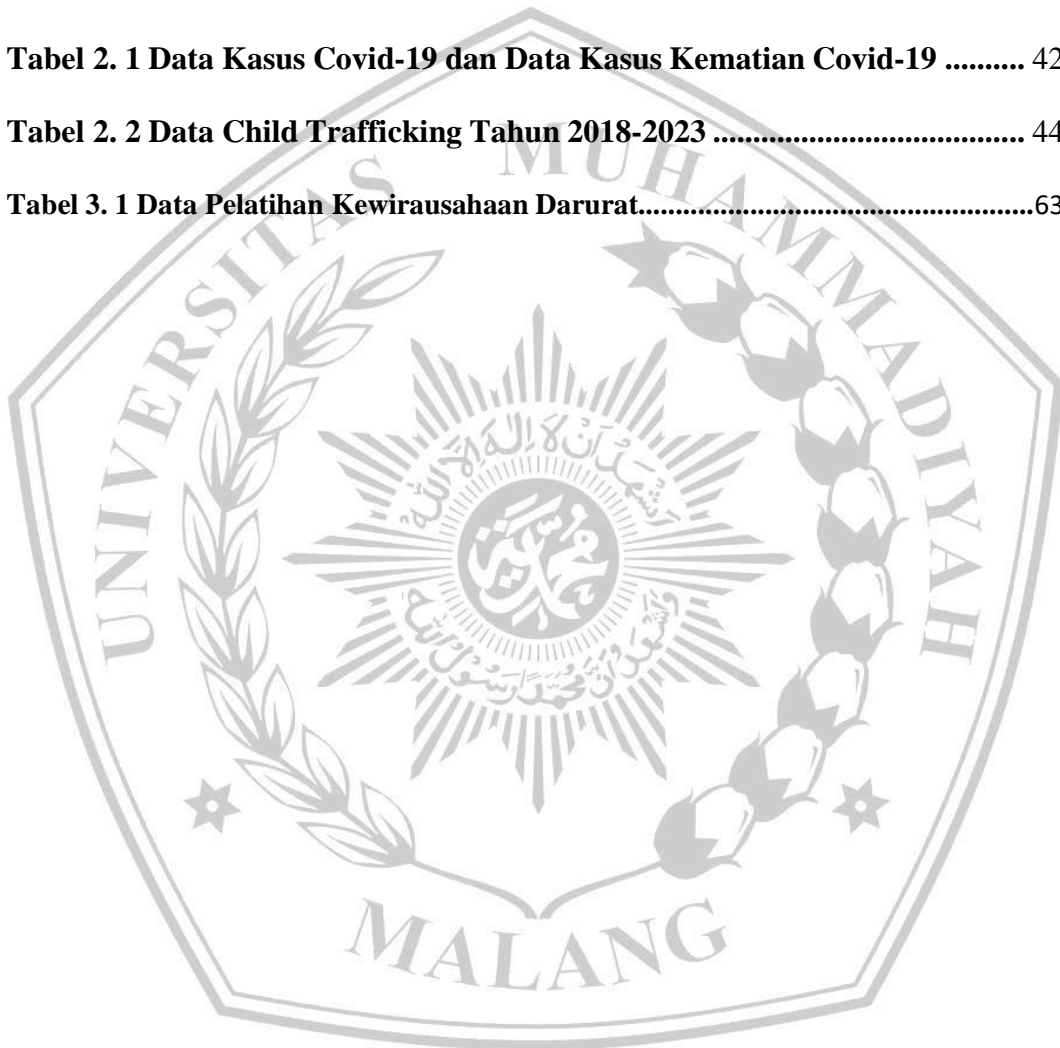 Tabel 2. 1 Data Kasus Covid-19 dan Data Kasus Kematian Covid-19 .......... 42
Tabel 2. 2 Data Child Trafficking Tahun 2018-2023 ..................................... 44
Tabel 3. 1 Data Pelatihan Kewirausahaan Darurat.....................................................63
UNIVERSITAS MUHAMMADIYAH
MALANG